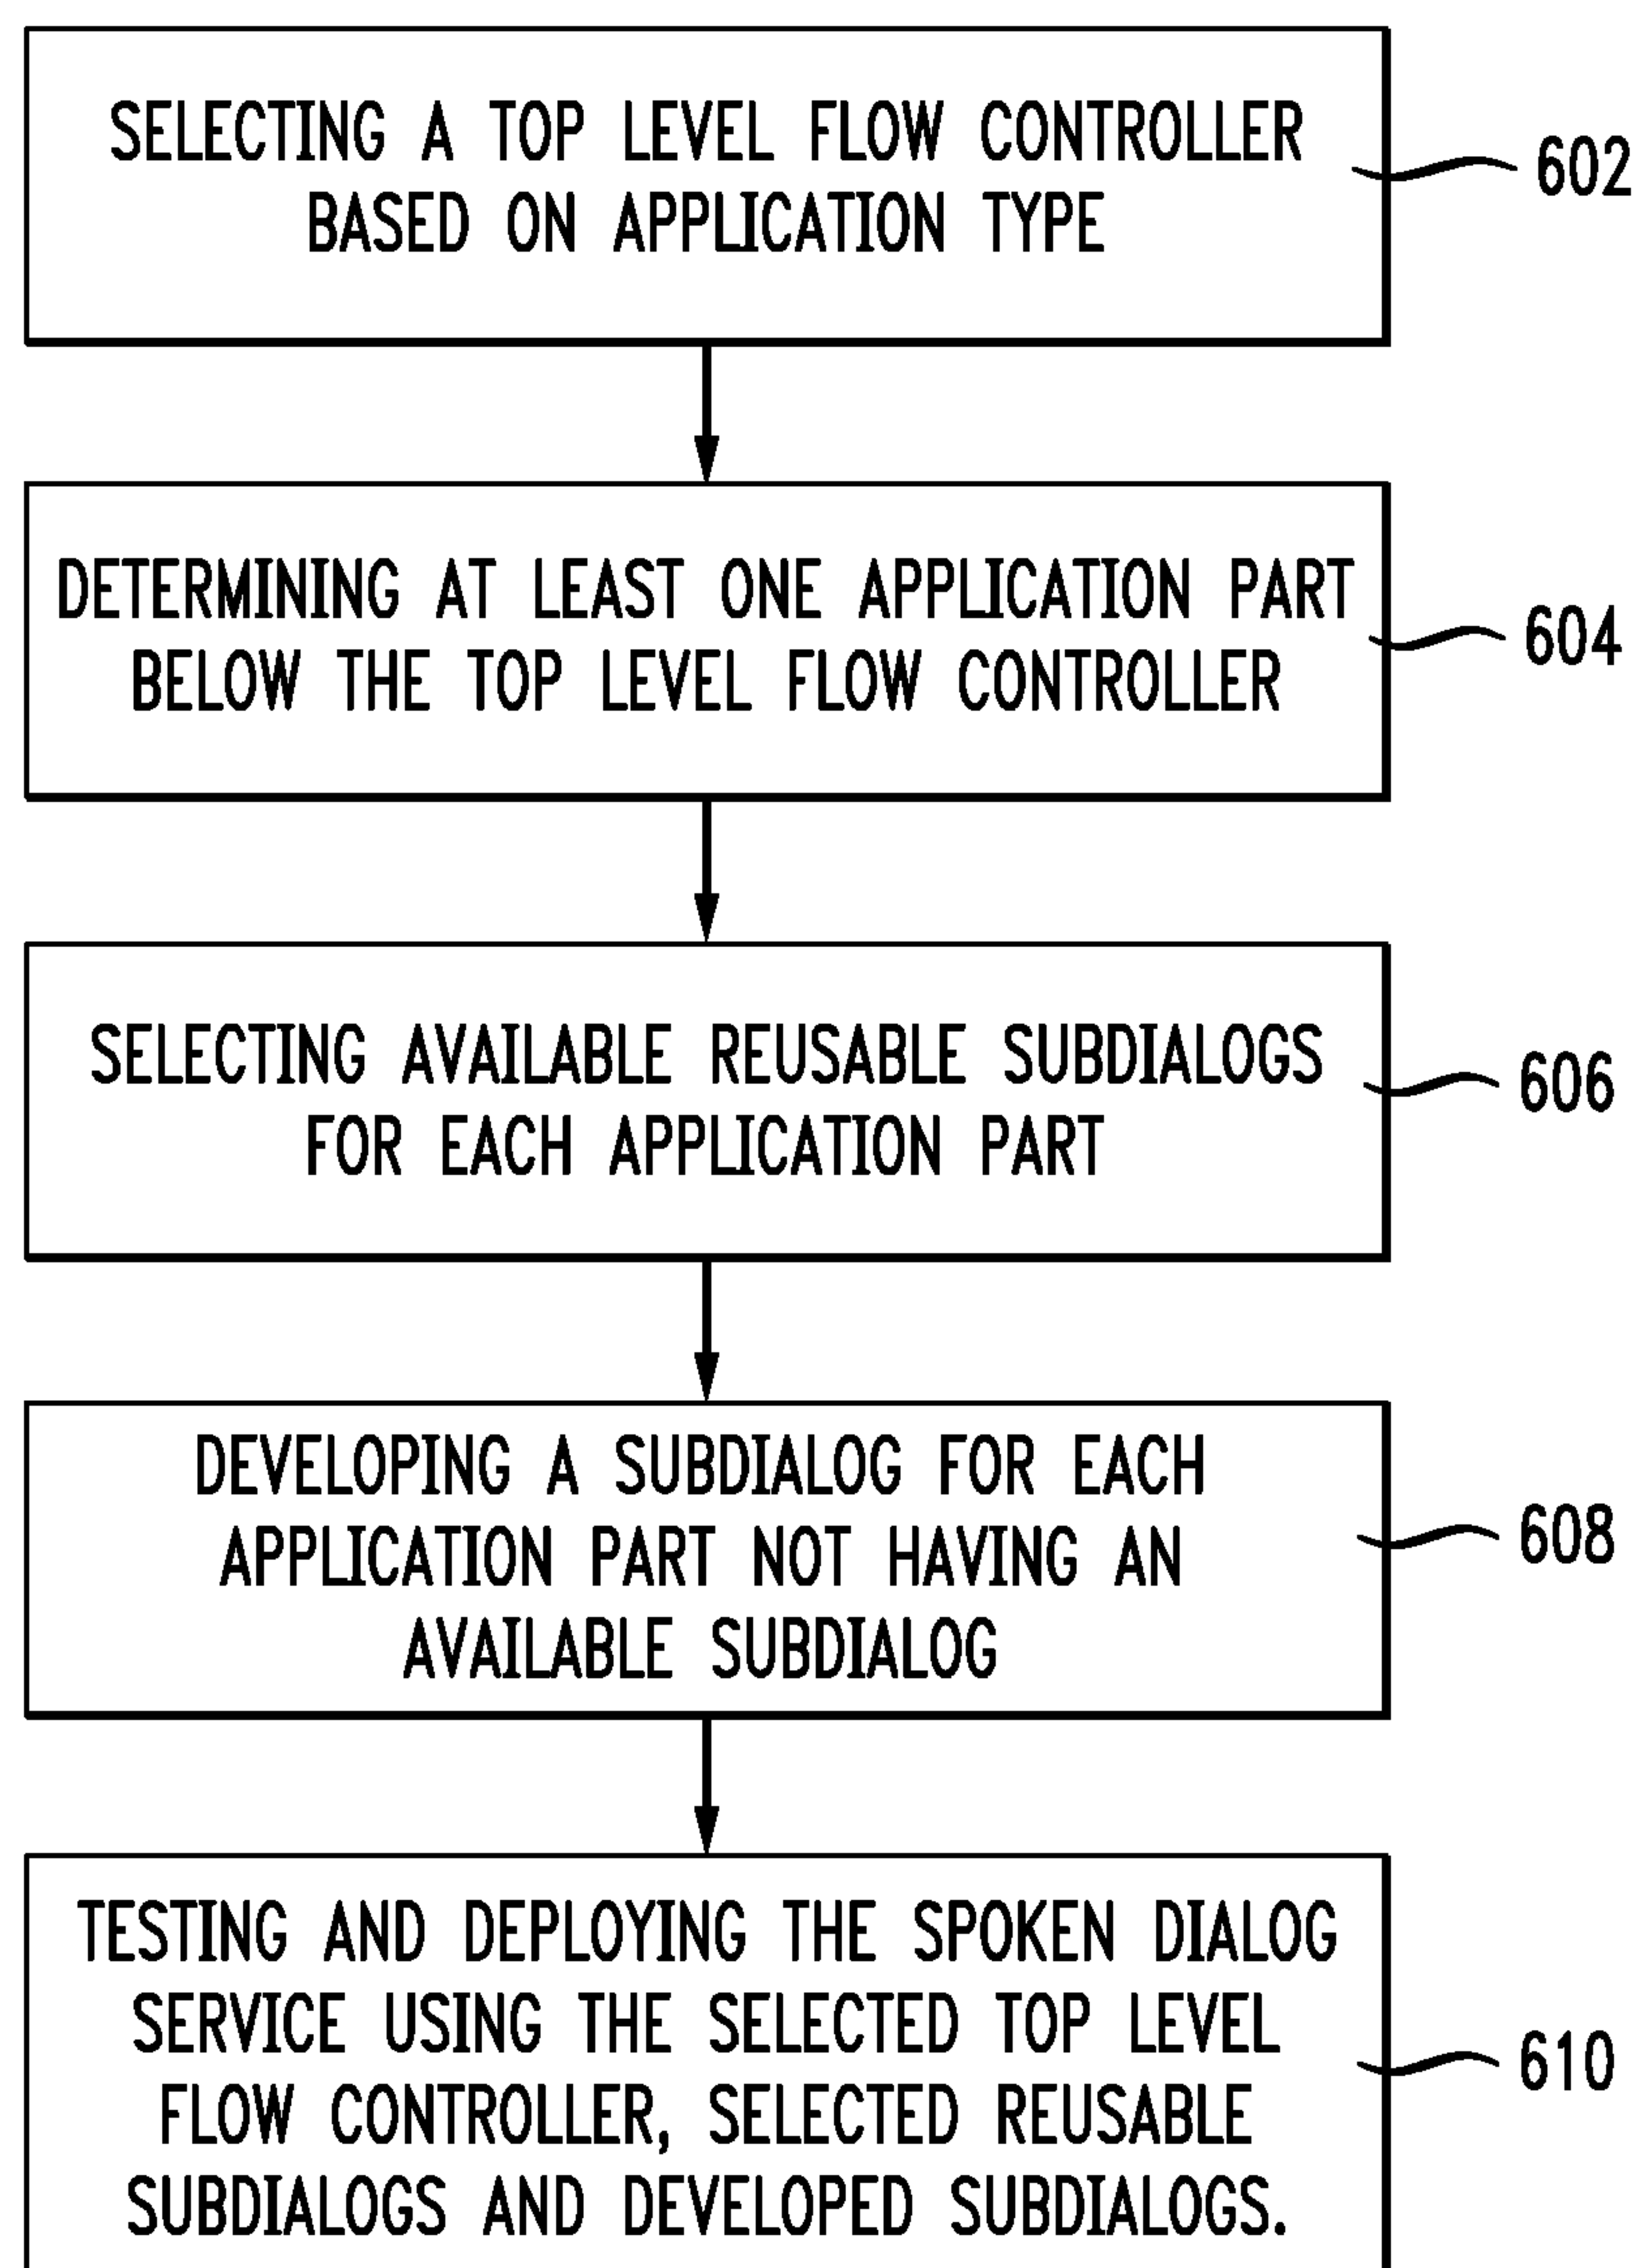 SELECTING A TOP LEVEL FLOW CONTROLLER
BASED ON APPLICATION TYPE
602
DETERMINING AT LEAST ONE APPLICATION PART
BELOW THE TOP LEVEL FLOW CONTROLLER
604
SELECTING AVAILABLE REUSABLE SUBDIALOGS
FOR EACH APPLICATION PART
606
DEVELOPING A SUBDIALOG FOR EACH
APPLICATION PART NOT HAVING AN
AVAILABLE SUBDIALOG
608
TESTING AND DEPLOYING THE SPOKEN DIALOG
SERVICE USING THE SELECTED TOP LEVEL
FLOW CONTROLLER, SELECTED REUSABLE
SUBDIALOGS AND DEVELOPED SUBDIALOGS.
610